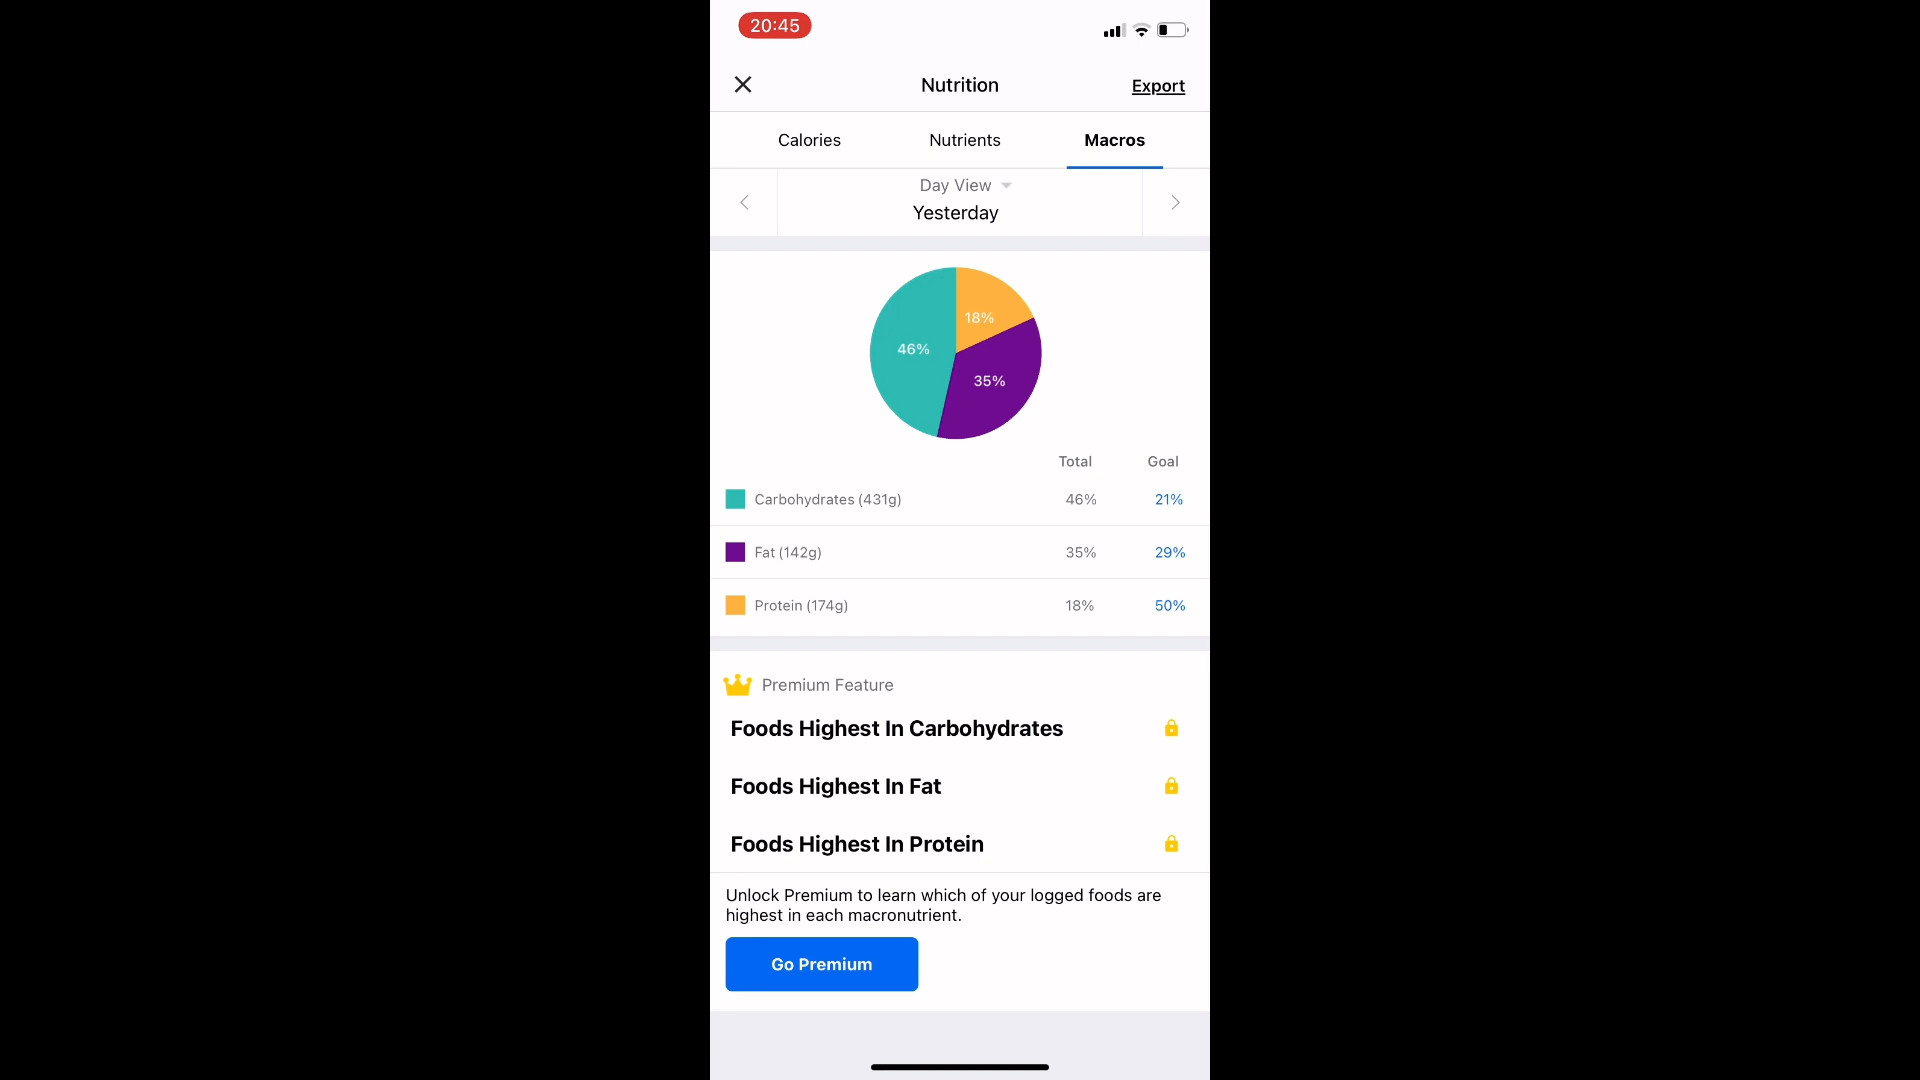 20:45
Nutrition
Export
Calories Nutrients Macros
Day View
Yesterday
18%
46%
35%
Total Goal
Carbohydrates (431g) 46% 21%
Fat (142g) 35% 29%
Protein (174g) 18% 50%
Premium Feature
Foods Highest In Carbohydrates
Foods Highest In Fat
Foods Highest In Protein
Unlock Premium to learn which of your logged foods are
highest in each macronutrient.
Go Premium